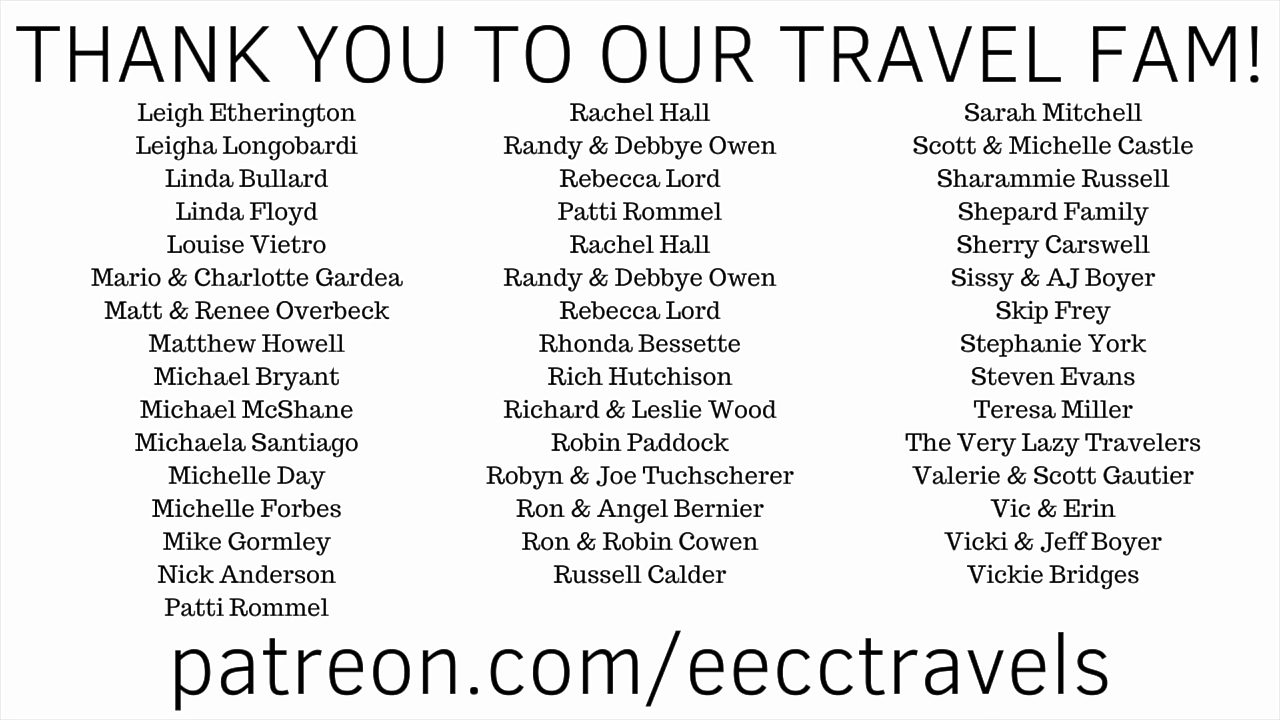 THANK YOU TO OUR TRAVEL FAM!
Leigh Etherington
Leigha Longobardi
Linda Bullard
Linda Floyd
Louise Vietro
Mario & Charlotte Gardea
Matt & Renee Overbeck
Matthew Howell
Michael Bryant
Michael McShane
Michaela Santiago
Michelle Day
Michelle Forbes
Mike Gormley
Nick Anderson
Patti Rommel
Rachel Hall
Randy & Debbye Owen
Rebecca Lord
Patti Rommel
Rachel Hall
Randy & Debbye Owen
Rebecca Lord
Rhonda Bessette
Rich Hutchison
Richard & Leslie Wood
Robin Paddock
Robyn & Joe Tuchscherer
Ron & Angel Bernier
Ron & Robin Cowen
Russell Calder
Sarah Mitchell
Scott & Michelle Castle
Sharammie Russell
Shepard Family
Sherry Carswell
Sissy & AJ Boyer
Skip Frey
Stephanie York
Steven Evans
Teresa Miller
The Very Lazy Travelers
Valerie & Scott Gautier
Vic & Erin
Vicki & Jeff Boyer
Vickie Bridges
patreon.com/eecctravels